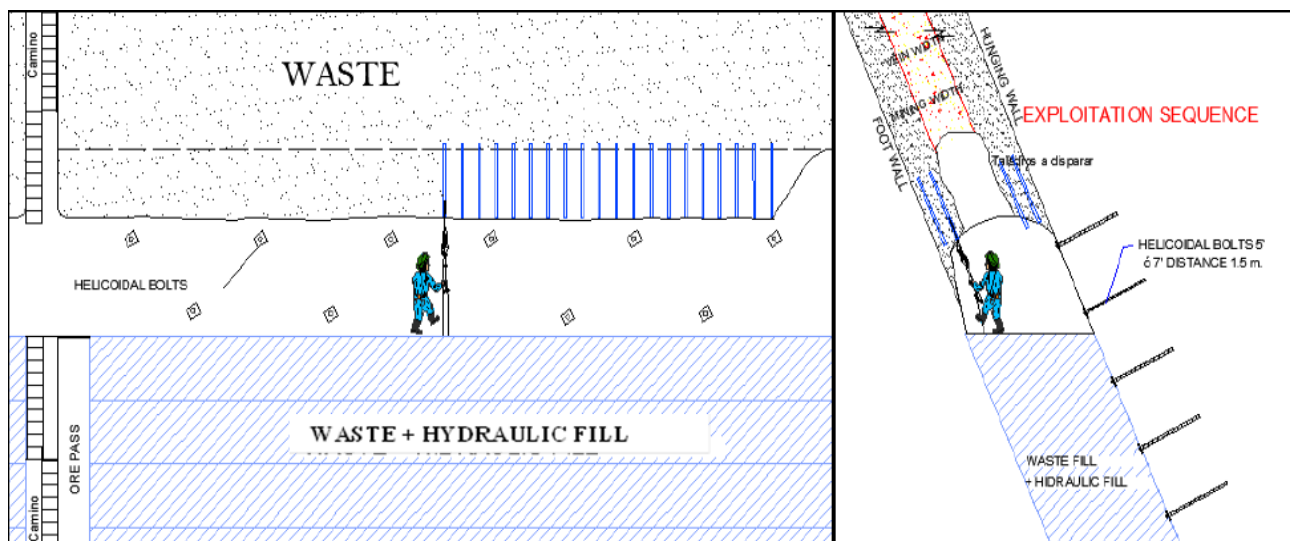 Camino
WASTE
HELICOIDAL BOLTS
WASTE + HYDRAULIC FILL
ORE PASS
Camino
VEIN WIDTH
MINING WIDTH
HUNGING WALL
FOOT WALL
EXPLOITATION SEQUENCE
Taladros a disparar
HELICOIDAL BOLTS 5'
ó 7' DISTANCE 1.5 m.
WASTE FILL
+ HIDRAULIC FILL